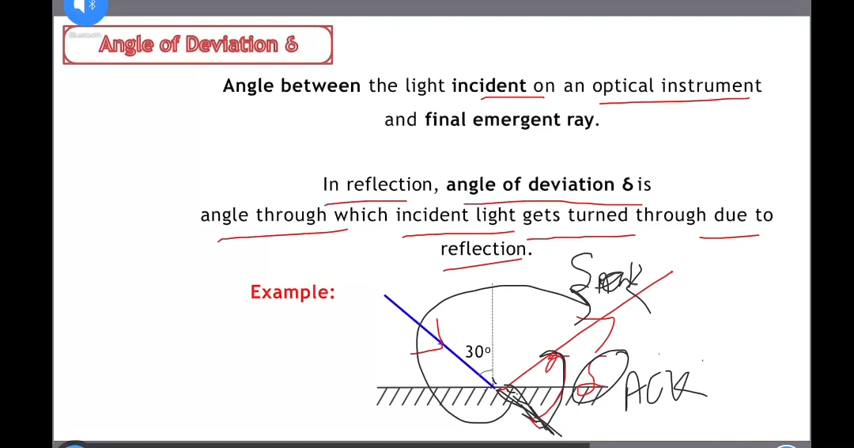 Bluetooth
Angle of Deviation δ
Angle between the light incident on an optical instrument
and final emergent ray.
In reflection, angle of deviation δ is
angle through which incident light gets turned through due to
reflection.
Example:
30°
δ
ACK